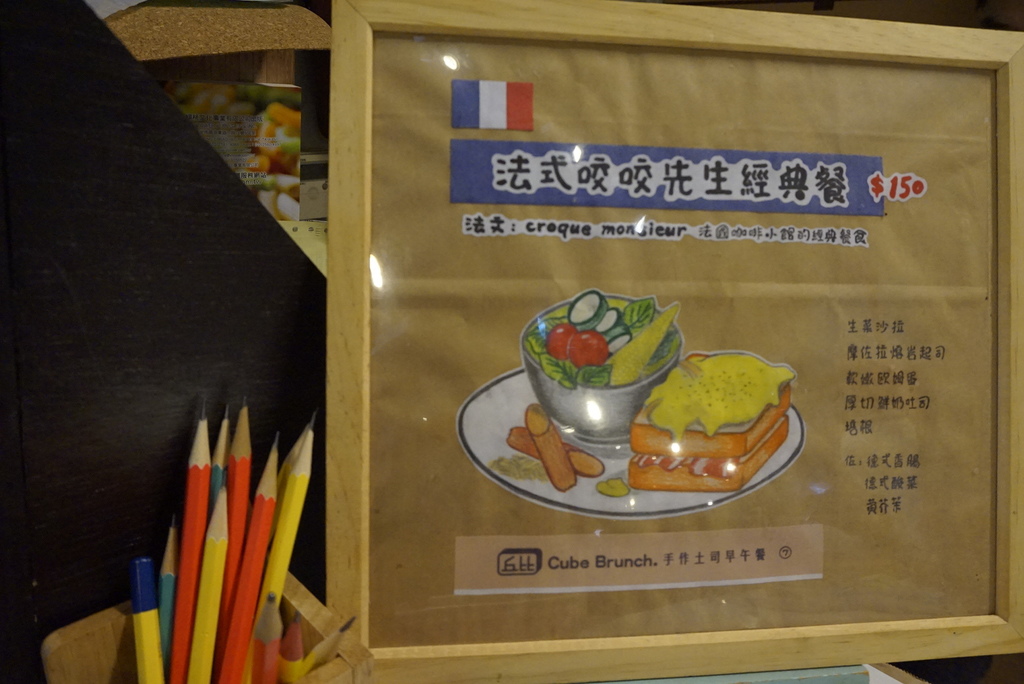 法式咬咬先生經典餐 $150
法文: croque monsieur 法國咖啡小館的經典餐食
生菜沙拉
摩佐拉熔岩起司
軟嫩歐姆蛋
厚切鮮奶吐司
培根
佐: 德式香腸
德式酸菜
黃芥茉
Cube Brunch. 手作土司早午餐 ⑦